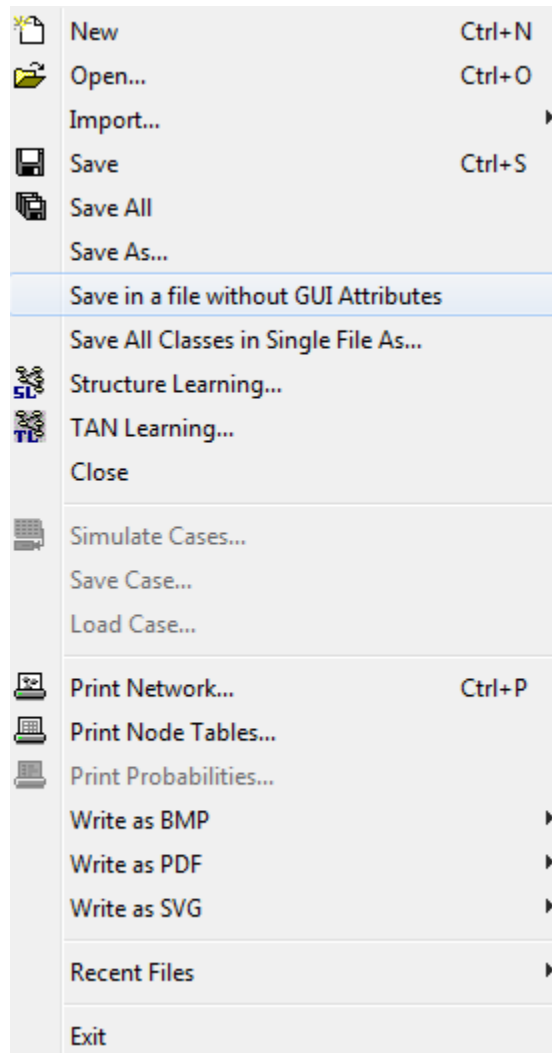 New Ctrl+N
Open... Ctrl+O
Import...
Save Ctrl+S
Save All
Save As...
Save in a file without GUI Attributes
Save All Classes in Single File As...
SL Structure Learning...
TL TAN Learning...
Close
Simulate Cases...
Save Case...
Load Case...
Print Network... Ctrl+P
Print Node Tables...
Print Probabilities...
Write as BMP
Write as PDF
Write as SVG
Recent Files
Exit